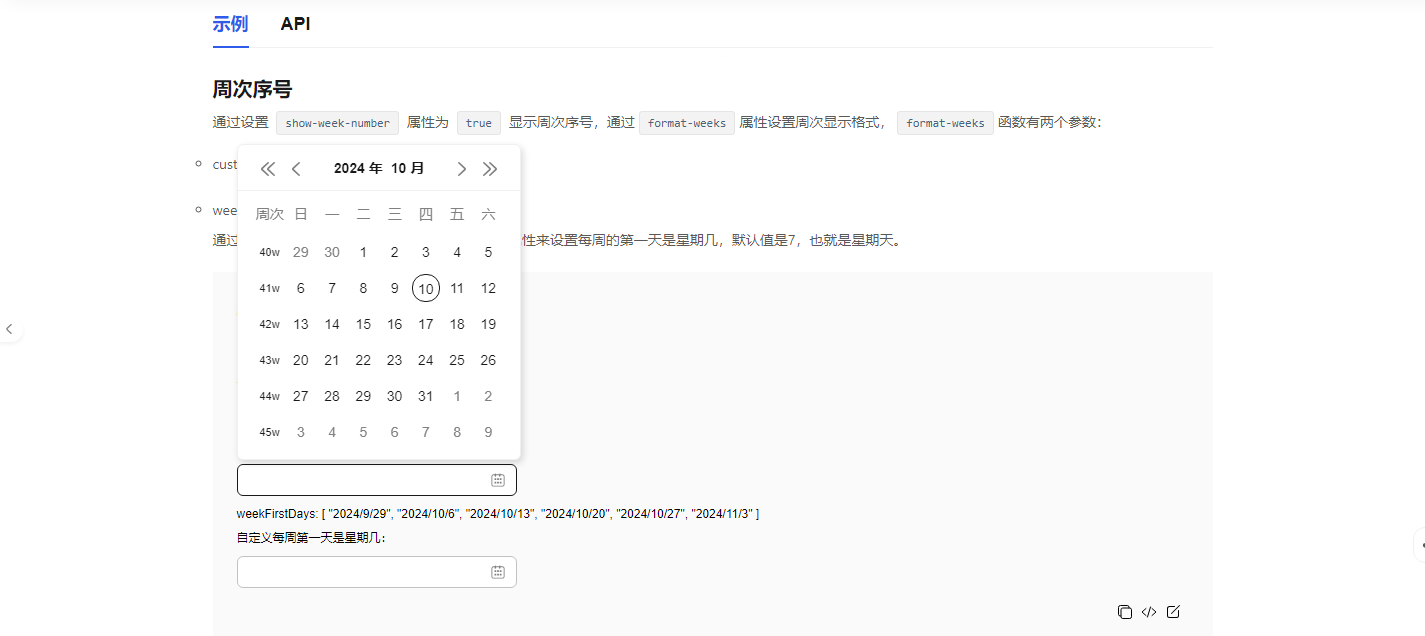 示例 API
周次序号
通过设置 show-week-number 属性为 true 显示周次序号，通过 format-weeks 属性设置周次显示格式， format-weeks 函数有两个参数：
cust
2024 年 10 月
wee
周次 日 一 二 三 四 五 六
通过 性来设置每周的第一天是星期几，默认值是7，也就是星期天。
40w 29 30 1 2 3 4 5
41w 6 7 8 9 10 11 12
42w 13 14 15 16 17 18 19
43w 20 21 22 23 24 25 26
44w 27 28 29 30 31 1 2
45w 3 4 5 6 7 8 9
weekFirstDays: [ "2024/9/29", "2024/10/6", "2024/10/13", "2024/10/20", "2024/10/27", "2024/11/3" ]
自定义每周第一天是星期几：